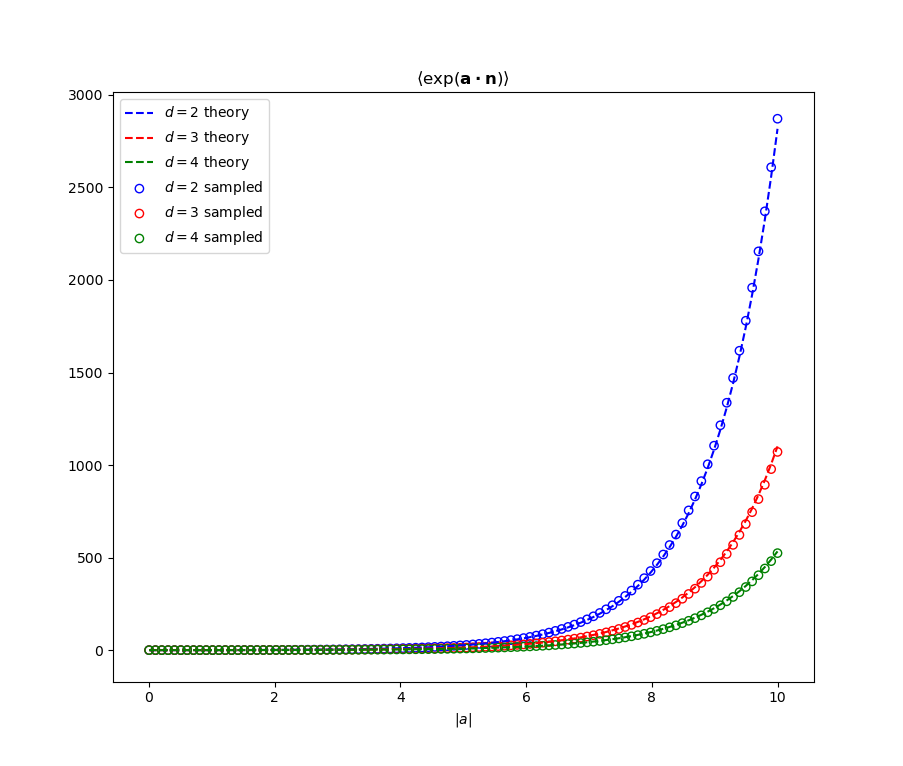 ⟨exp(a · n)⟩
3000
2500
2000
1500
1000
500
0
d = 2 theory
d = 3 theory
d = 4 theory
d = 2 sampled
d = 3 sampled
d = 4 sampled
0 2 4 6 8 10
|a|